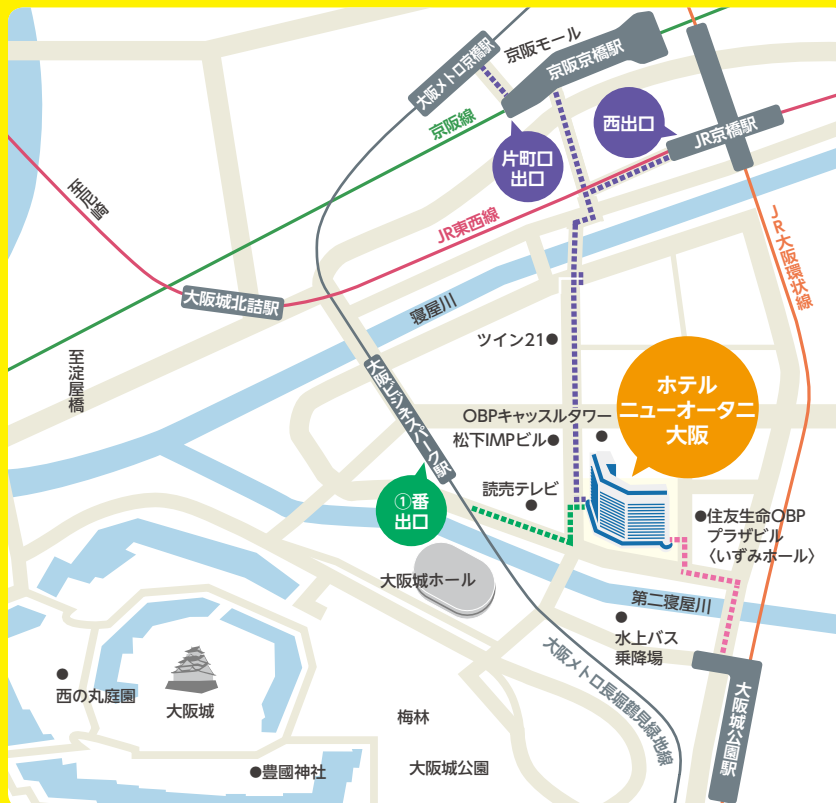 大阪メトロ京橋駅
京阪モール
京阪京橋駅
京阪線
片町口
出口
西出口
JR京橋駅
至尼崎
JR東西線
JR大阪環状線
大阪城北詰駅
寝屋川
至淀屋橋
ツイン21
大阪ビジネスパーク駅
ホテル
ニューオータニ
大阪
OBPキャッスルタワー
松下IMPビル
①番
出口
読売テレビ
住友生命OBP
プラザビル
〈いずみホール〉
大阪城ホール
第二寝屋川
水上バス
乗降場
大阪メトロ長堀鶴見緑地線
西の丸庭園
大阪城
梅林
大阪城公園駅
豊國神社
大阪城公園